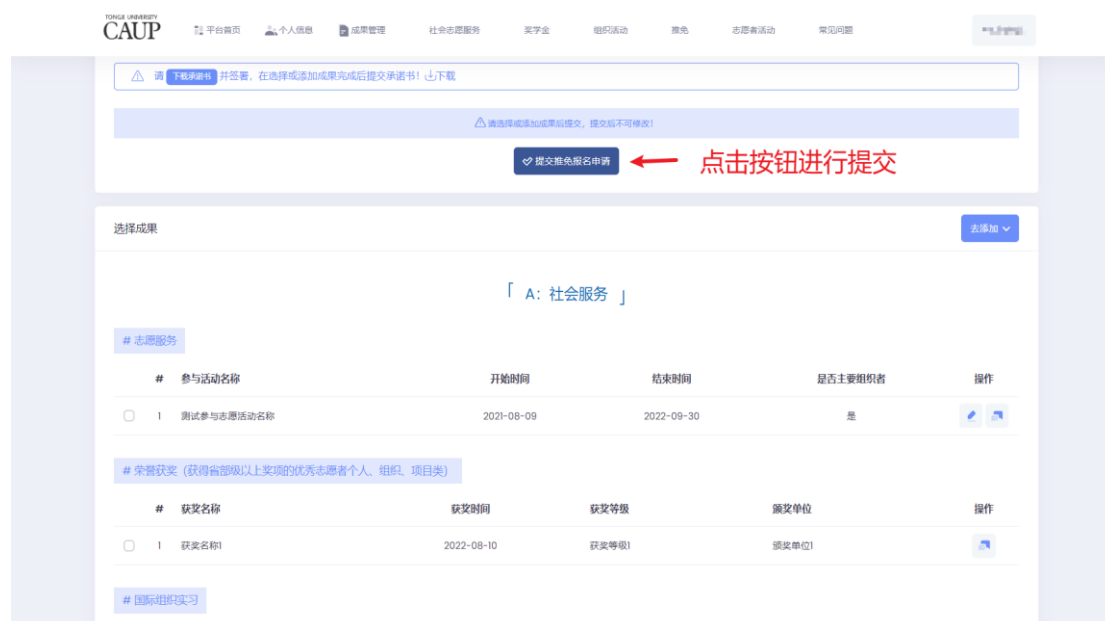 TONGJI UNIVERSITY
CAUP 平台首页 个人信息 成果管理 社会志愿服务 奖学金 组织活动 推免 志愿者活动 常见问题
请 下载承诺书 并签署，在选择或添加成果完成后提交承诺书！下载
请选择或添加成果后提交，提交后不可修改！
提交推免报名申请 点击按钮进行提交
选择成果 去添加
「 A：社会服务 」
# 志愿服务
# 参与活动名称 开始时间 结束时间 是否主要组织者 操作
1 测试参与志愿活动名称 2021-08-09 2022-09-30 是
# 荣誉获奖（获得省部级以上奖项的优秀志愿者个人、组织、项目类）
# 获奖名称 获奖时间 获奖等级 颁奖单位 操作
1 获奖名称1 2022-08-10 获奖等级1 颁奖单位1
# 国际组织实习